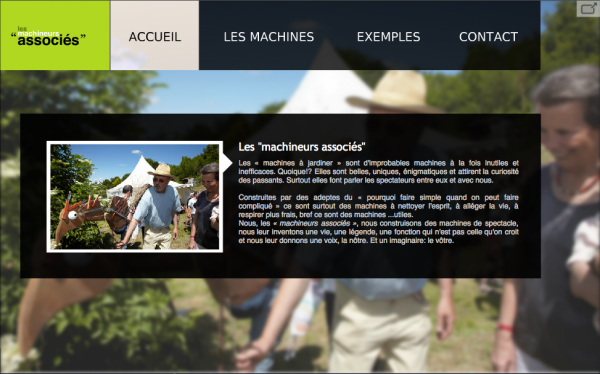 les
machineurs
“associés”
ACCUEIL
LES MACHINES
EXEMPLES
CONTACT
Les "machineurs associés"
Les « machines à jardiner » sont d'improbables machines à la fois inutiles et
inefficaces. Quoique!? Elles sont belles, uniques, énigmatiques et attirent la curiosité
des passants. Surtout elles font parler les spectateurs entre eux et avec nous.
Construites par des adeptes du « pourquoi faire simple quand on peut faire
compliqué » ce sont surtout des machines à nettoyer l'esprit, à alléger la vie, à
respirer plus frais, bref ce sont des machines ...utiles.
Nous, les « machineurs associés », nous construisons des machines de spectacle,
nous leur inventons une vie, une légende, une fonction qui n'est pas celle qu'on croit
et nous leur donnons une voix, la nôtre. Et un imaginaire: le vôtre.